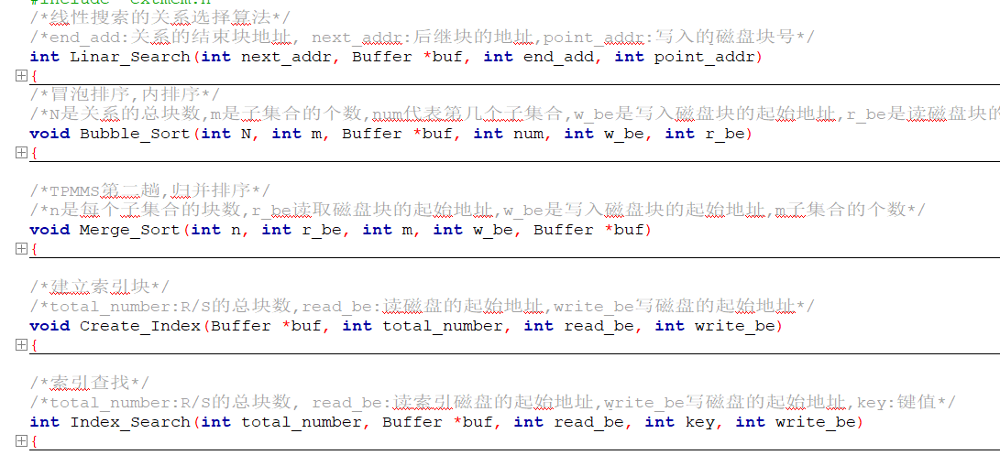 #include "extmem.h"
/*线性搜索的关系选择算法*/
/*end_add:关系的结束块地址, next_addr:后继块的地址,point_addr:写入的磁盘块号*/
int Linar_Search(int next_addr, Buffer *buf, int end_add, int point_addr)
{
/*冒泡排序,内排序*/
/*N是关系的总块数,m是子集合的个数,num代表第几个子集合,w_be是写入磁盘块的起始地址,r_be是读磁盘块的
void Bubble_Sort(int N, int m, Buffer *buf, int num, int w_be, int r_be)
{
/*TPMMS第二趟,归并排序*/
/*n是每个子集合的块数,r_be读取磁盘块的起始地址,w_be是写入磁盘块的起始地址,m子集合的个数*/
void Merge_Sort(int n, int r_be, int m, int w_be, Buffer *buf)
{
/*建立索引块*/
/*total_number:R/S的总块数,read_be:读磁盘的起始地址,write_be写磁盘的起始地址*/
void Create_Index(Buffer *buf, int total_number, int read_be, int write_be)
{
/*索引查找*/
/*total_number:R/S的总块数, read_be:读索引磁盘的起始地址,write_be写磁盘的起始地址,key:键值*/
int Index_Search(int total_number, Buffer *buf, int read_be, int key, int write_be)
{